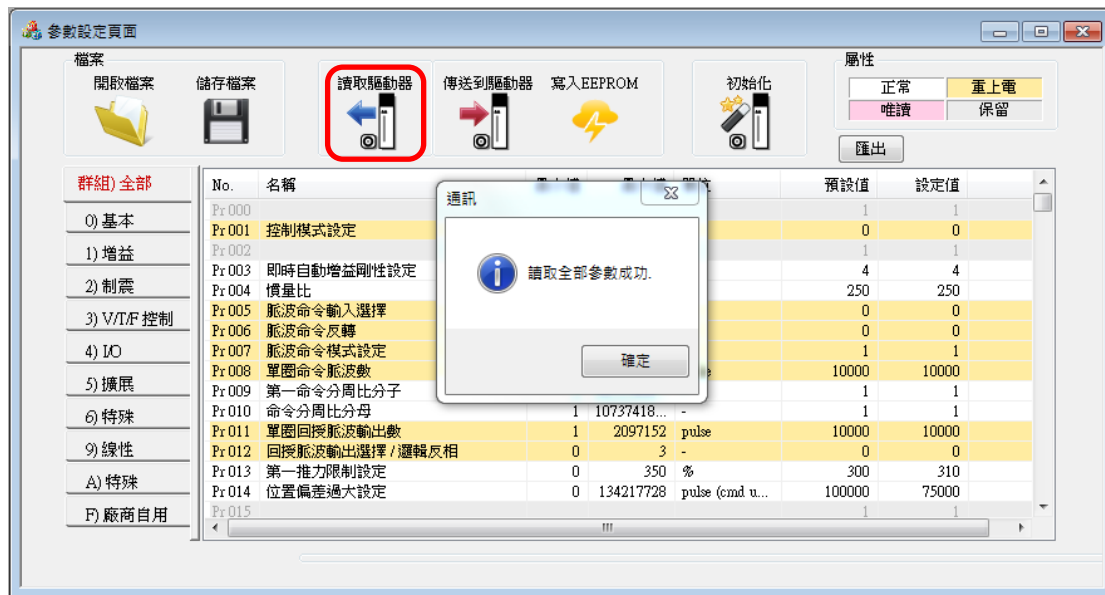 參數設定頁面
檔案
屬性
開啟檔案 儲存檔案 讀取驅動器 傳送到驅動器 寫入EEPROM 初始化
正常 重上電
唯讀 保留
匯出
群組) 全部
0) 基本
1) 增益
2) 制震
3) V/T/F 控制
4) I/O
5) 擴展
6) 特殊
9) 線性
A) 特殊
F) 廠商自用
No. 名稱 預設值 設定值
Pr 000 1 1
Pr 001 控制模式設定 0 0
Pr 002 1 1
Pr 003 即時自動增益剛性設定 4 4
Pr 004 慣量比 250 250
Pr 005 脈波命令輸入選擇 0 0
Pr 006 脈波命令反轉 0 0
Pr 007 脈波命令模式設定 1 1
Pr 008 單圈命令脈波數 10000 10000
Pr 009 第一命令分周比分子 1 1
Pr 010 命令分周比分母 1 10737418... - 1 1
Pr 011 單圈回授脈波輸出數 1 2097152 pulse 10000 10000
Pr 012 回授脈波輸出選擇 / 邏輯反相 0 3 - 0 0
Pr 013 第一推力限制設定 0 350 % 300 310
Pr 014 位置偏差過大設定 0 134217728 pulse (cmd u... 100000 75000
Pr 015 1 1
通訊
讀取全部參數成功.
確定